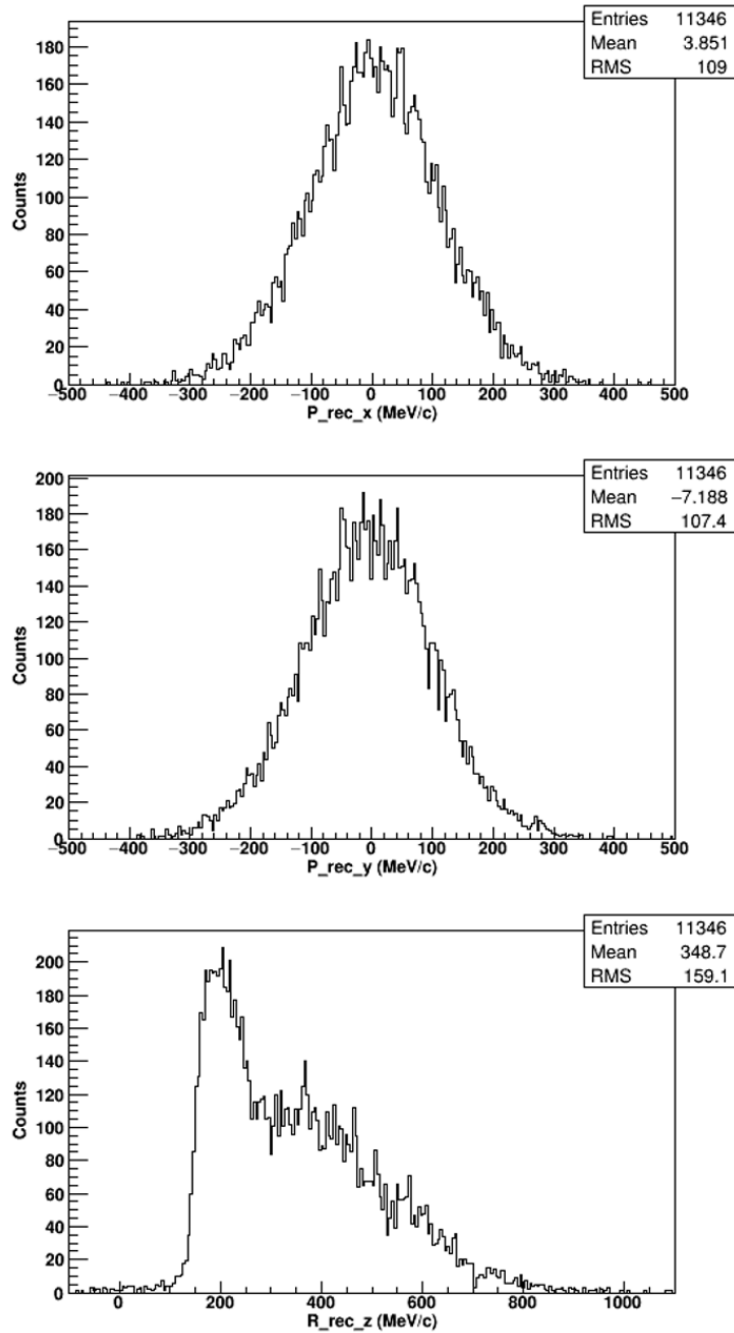 Entries 11346
Mean 3.851
RMS 109
180
160
140
120
100
80
60
40
20
0
Counts
−500 −400 −300 −200 −100 0 100 200 300 400 500
P_rec_x (MeV/c)
Entries 11346
Mean −7.188
RMS 107.4
200
180
160
140
120
100
80
60
40
20
0
Counts
−500 −400 −300 −200 −100 0 100 200 300 400 500
P_rec_y (MeV/c)
Entries 11346
Mean 348.7
RMS 159.1
200
180
160
140
120
100
80
60
40
20
0
Counts
0 200 400 600 800 1000
R_rec_z (MeV/c)